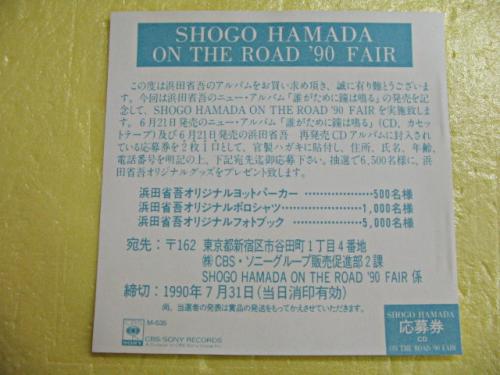 SHOGO HAMADA
ON THE ROAD '90 FAIR
この度は浜田省吾のアルバムをお買い求め頂き、誠に有り難とうございま
す。今回は浜田省吾のニュー・アルバム「誰がために鐘は鳴る」の発売を記
念して、SHOGO HAMADA ON THE ROAD '90 FAIRを実施致しま
す。6月21日発売のニュー・アルバム「誰がために鐘は鳴る」(CD、カセッ
トテープ)及び6月21日発売の浜田省吾 再発売CDアルバムに封入され
ている応募券を2枚1口として、官製ハガキに貼付し、住所、氏名、年齢、
電話番号を明記の上、下記宛先迄御応募下さい。抽選で6,500名様に、浜
田省吾オリジナルグッズをプレゼント致します。
浜田省吾オリジナルヨットパーカー ……………… 500名様
浜田省吾オリジナルポロシャツ ……………… 1,000名様
浜田省吾オリジナルフォトブック ……………… 5,000名様
宛先:〒162 東京都新宿区市谷田町1丁目4番地
㈱CBS・ソニーグループ販売促進部2課
SHOGO HAMADA ON THE ROAD '90 FAIR 係
締切:1990年7月31日(当日消印有効)
尚、当選者の発表は賞品の発送をもってかえさせていただきます。
M-535
CBS
SONY
CBS/SONY RECORDS
SHOGO HAMADA
応募券
CD
ON THE ROAD '90 FAIR